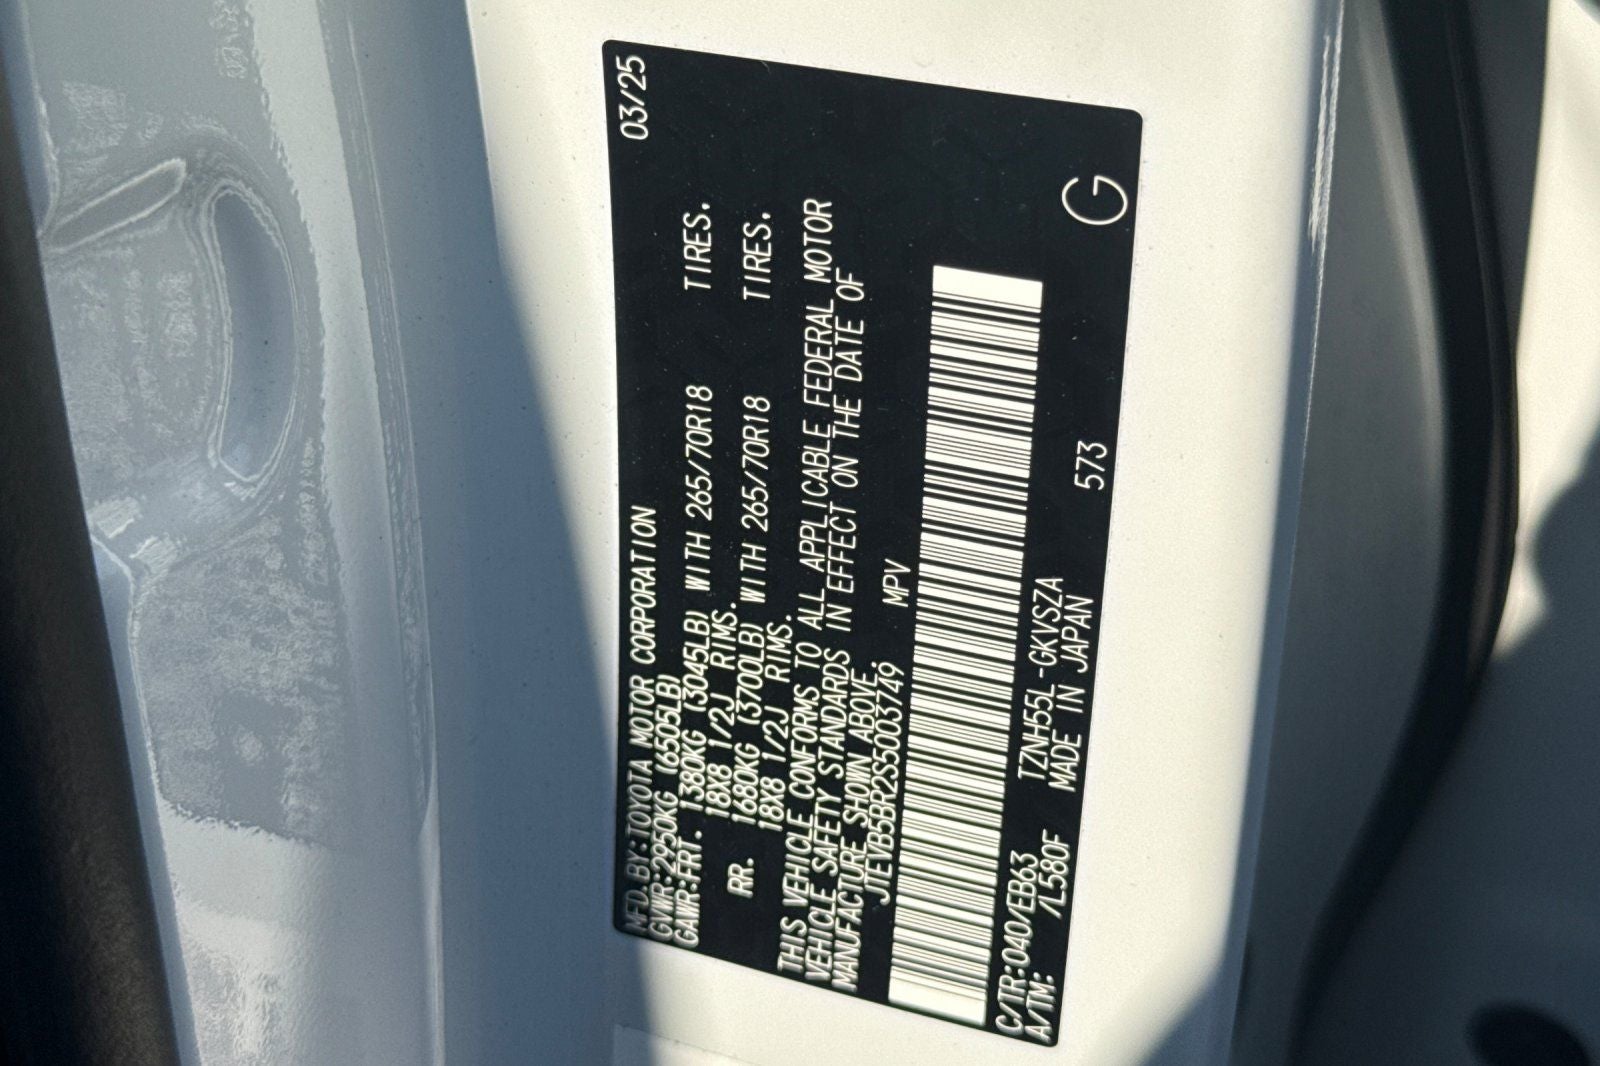 MFD.BY:TOYOTA MOTOR CORPORATION 03/25
GVWR:2950KG (6505LB)
GAWR:FRT. 1380KG (3045LB) WITH 265/70R18 TIRES.
18X8 1/2J RIMS.
RR. 1680KG (3700LB) WITH 265/70R18 TIRES.
18X8 1/2J RIMS.
THIS VEHICLE CONFORMS TO ALL APPLICABLE FEDERAL MOTOR
VEHICLE SAFETY STANDARDS IN EFFECT ON THE DATE OF
MANUFACTURE SHOWN ABOVE.
JTEVB5BR2S5003749 MPV
C/TR:040/EB63 TZNH55L-GKVSZA G
A/TM: /L580F MADE IN JAPAN 573